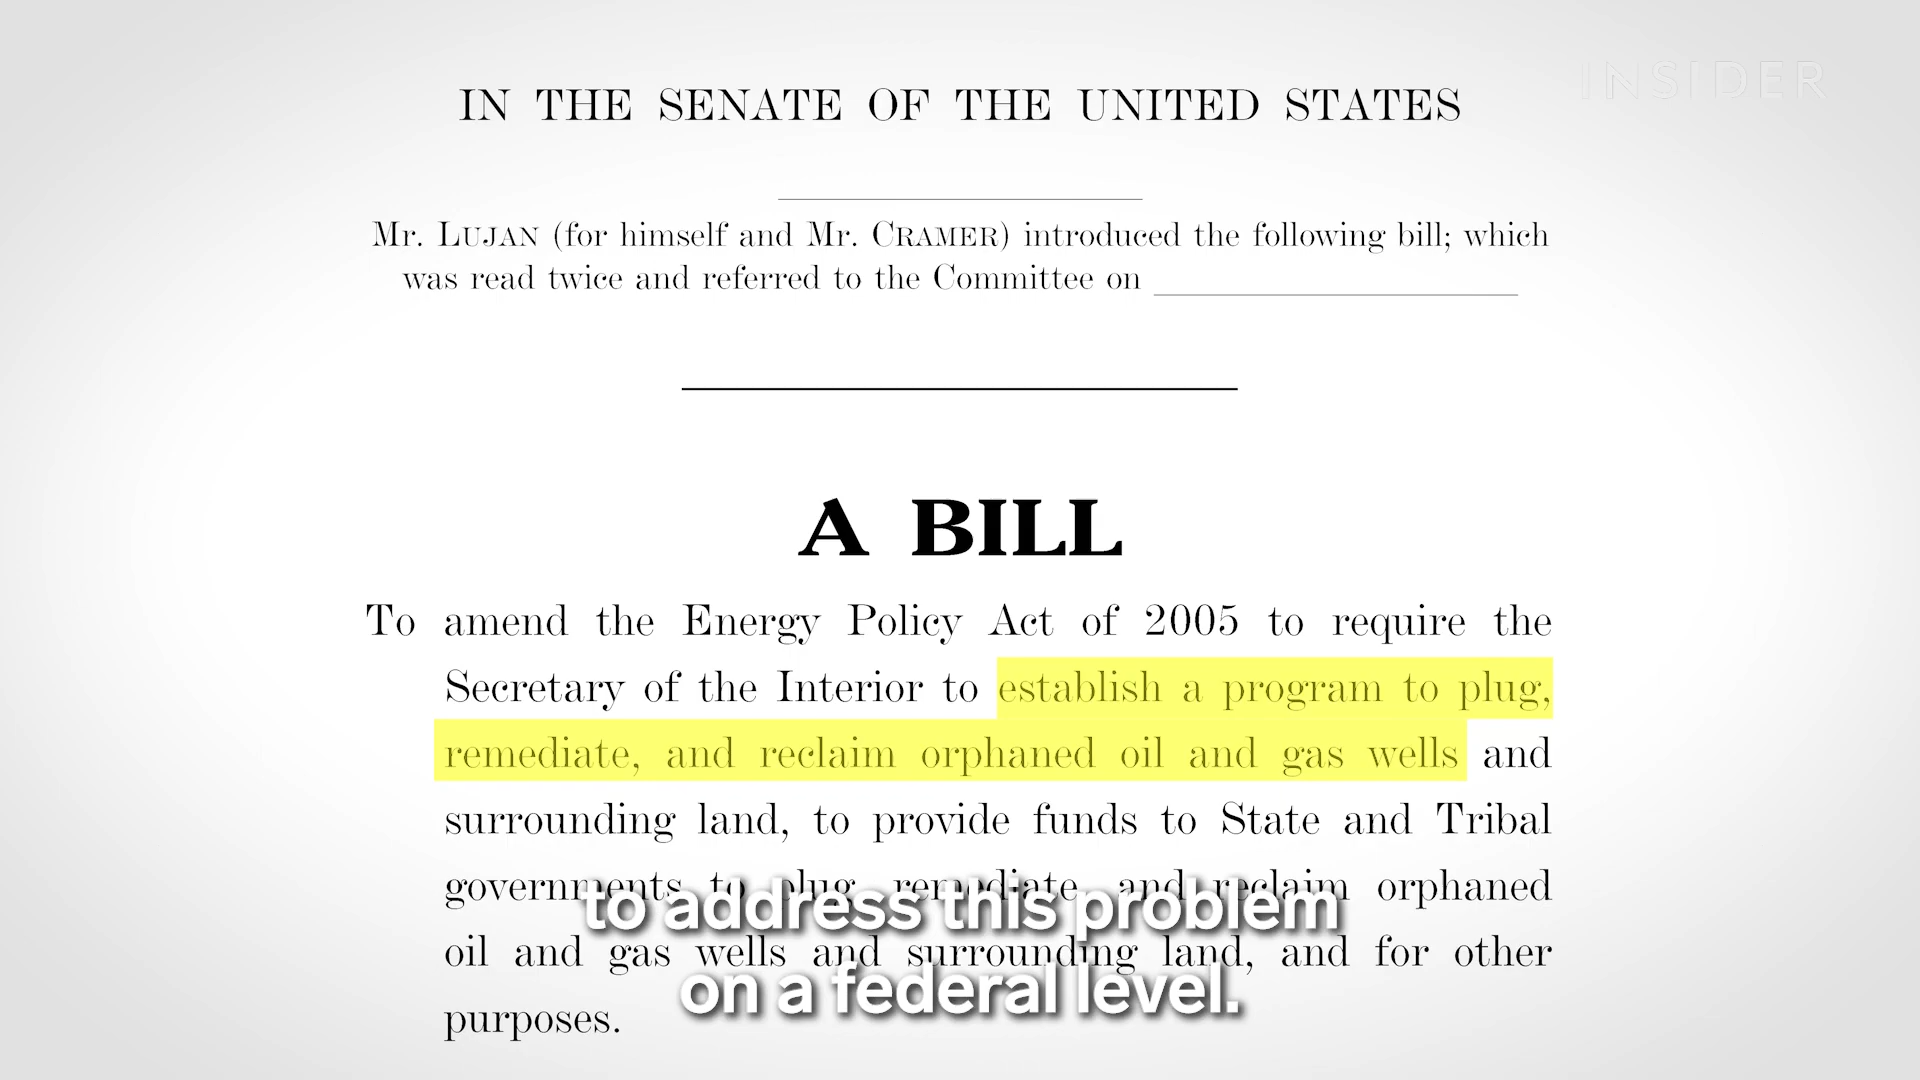 INSIDER
IN THE SENATE OF THE UNITED STATES
Mr. LUJAN (for himself and Mr. CRAMER) introduced the following bill; which
was read twice and referred to the Committee on
A BILL
To amend the Energy Policy Act of 2005 to require the
Secretary of the Interior to establish a program to plug,
remediate, and reclaim orphaned oil and gas wells and
surrounding land, to provide funds to State and Tribal
governments to plug, remediate, and reclaim orphaned
oil and gas wells and surrounding land, and for other
purposes.
to address this problem
on a federal level.